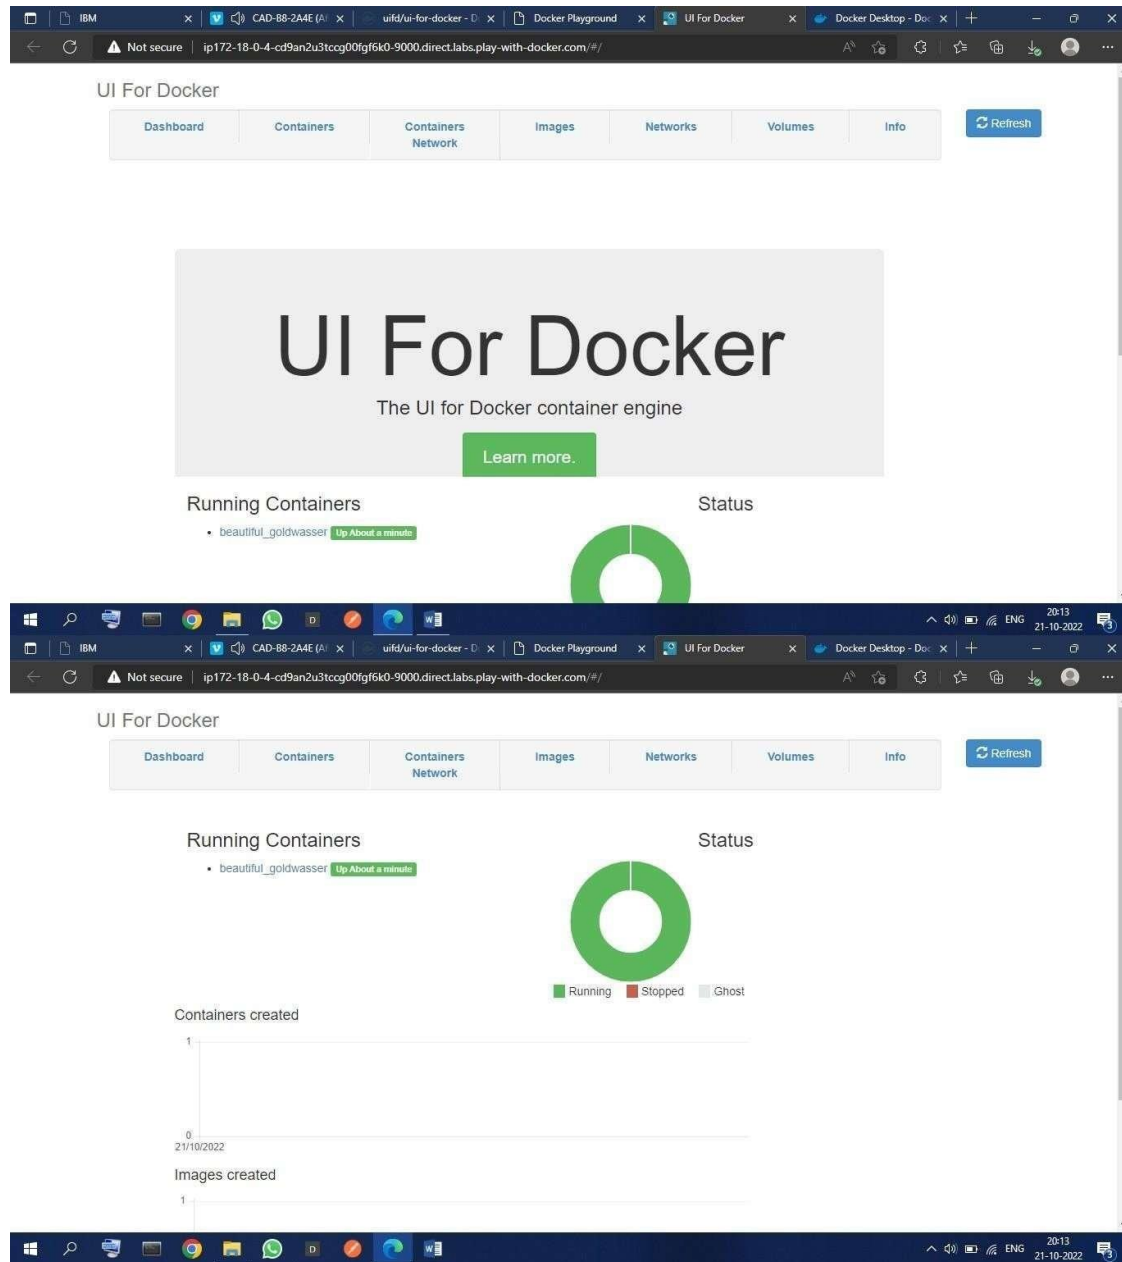 IBM CAD-B8-2A4E (A uifd/ui-for-docker - D Docker Playground UI For Docker Docker Desktop - Doc
Not secure ip172-18-0-4-cd9an2u3tccg00fgf6k0-9000.direct.labs.play-with-docker.com/#/
UI For Docker
Dashboard Containers Containers Images Networks Volumes Info Refresh
Network
UI For Docker
The UI for Docker container engine
Learn more.
Running Containers Status
• beautiful_goldwasser Up About a minute
20:13
ENG
21-10-2022
IBM CAD-B8-2A4E (A uifd/ui-for-docker - D Docker Playground UI For Docker Docker Desktop - Doc
Not secure ip172-18-0-4-cd9an2u3tccg00fgf6k0-9000.direct.labs.play-with-docker.com/#/
UI For Docker
Dashboard Containers Containers Images Networks Volumes Info Refresh
Network
Running Containers Status
• beautiful_goldwasser Up About a minute
Running Stopped Ghost
Containers created
1
0
21/10/2022
Images created
1
20:13
ENG
21-10-2022